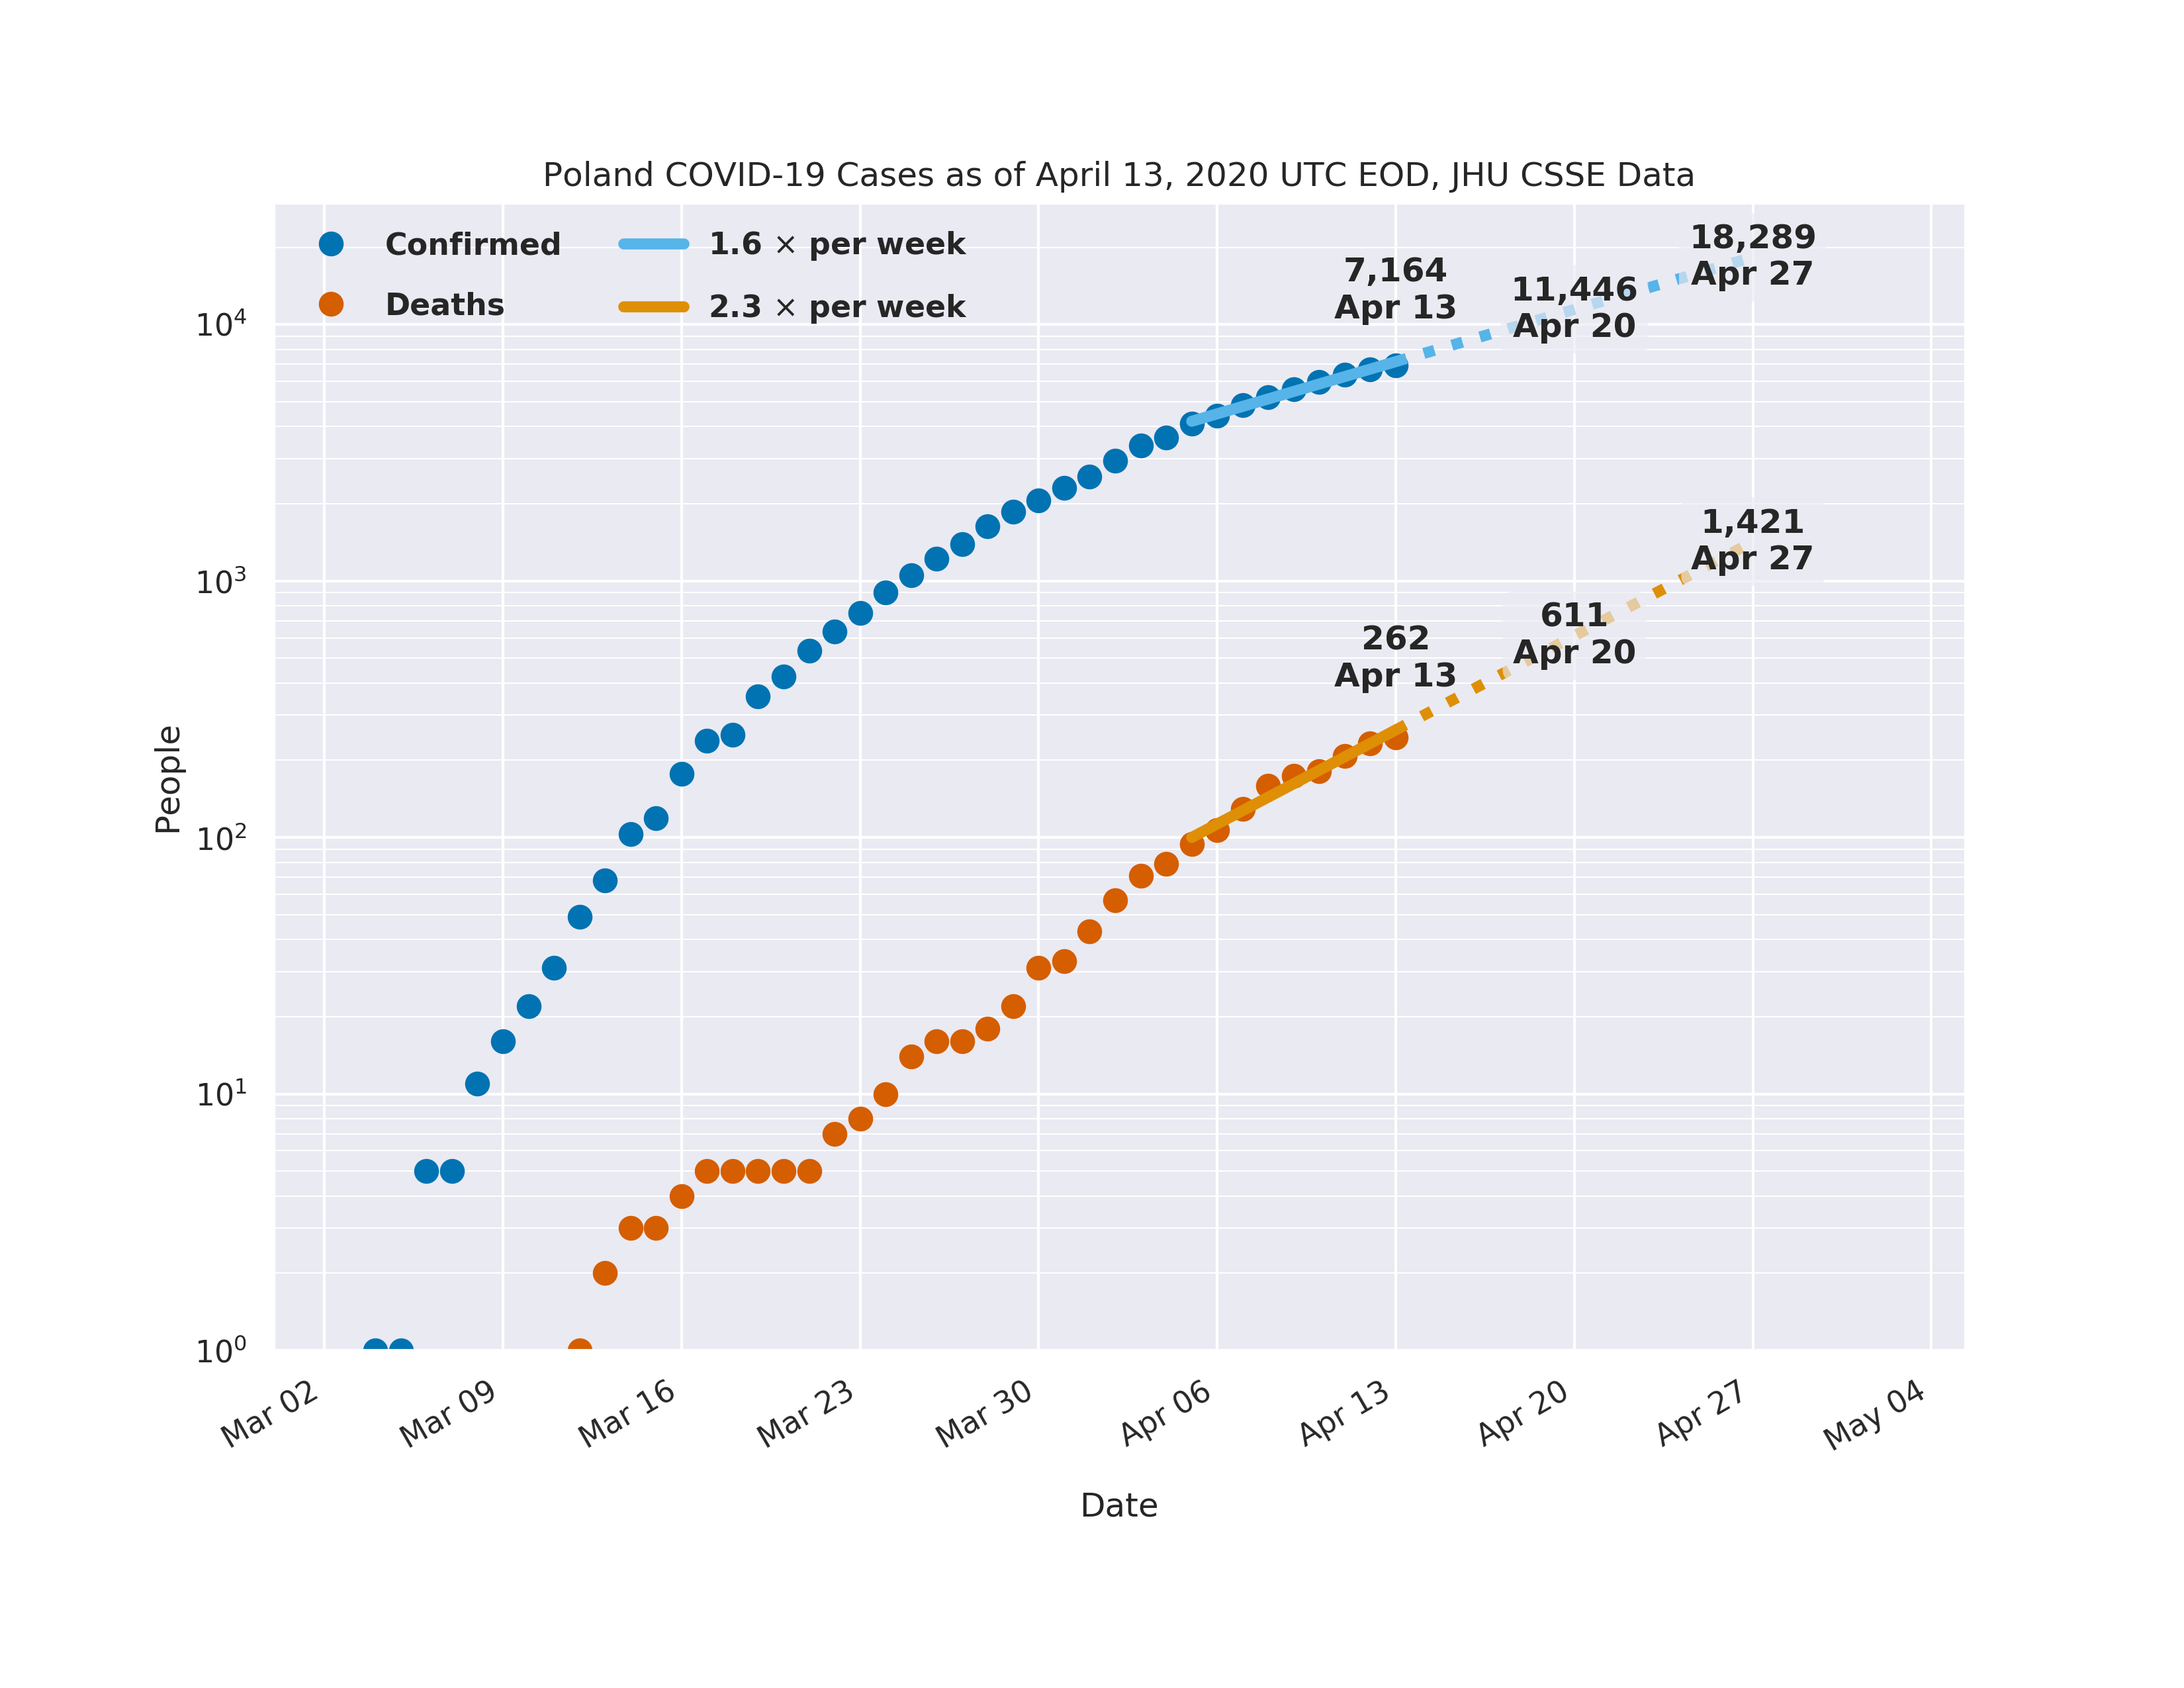 Poland COVID-19 Cases as of April 13, 2020 UTC EOD, JHU CSSE Data
Confirmed
1.6 × per week
Deaths
2.3 × per week
18,289
Apr 27
7,164
Apr 13
11,446
Apr 20
1,421
Apr 27
611
Apr 20
262
Apr 13
People
10⁴
10³
10²
10¹
10⁰
Mar 02
Mar 09
Mar 16
Mar 23
Mar 30
Apr 06
Apr 13
Apr 20
Apr 27
May 04
Date